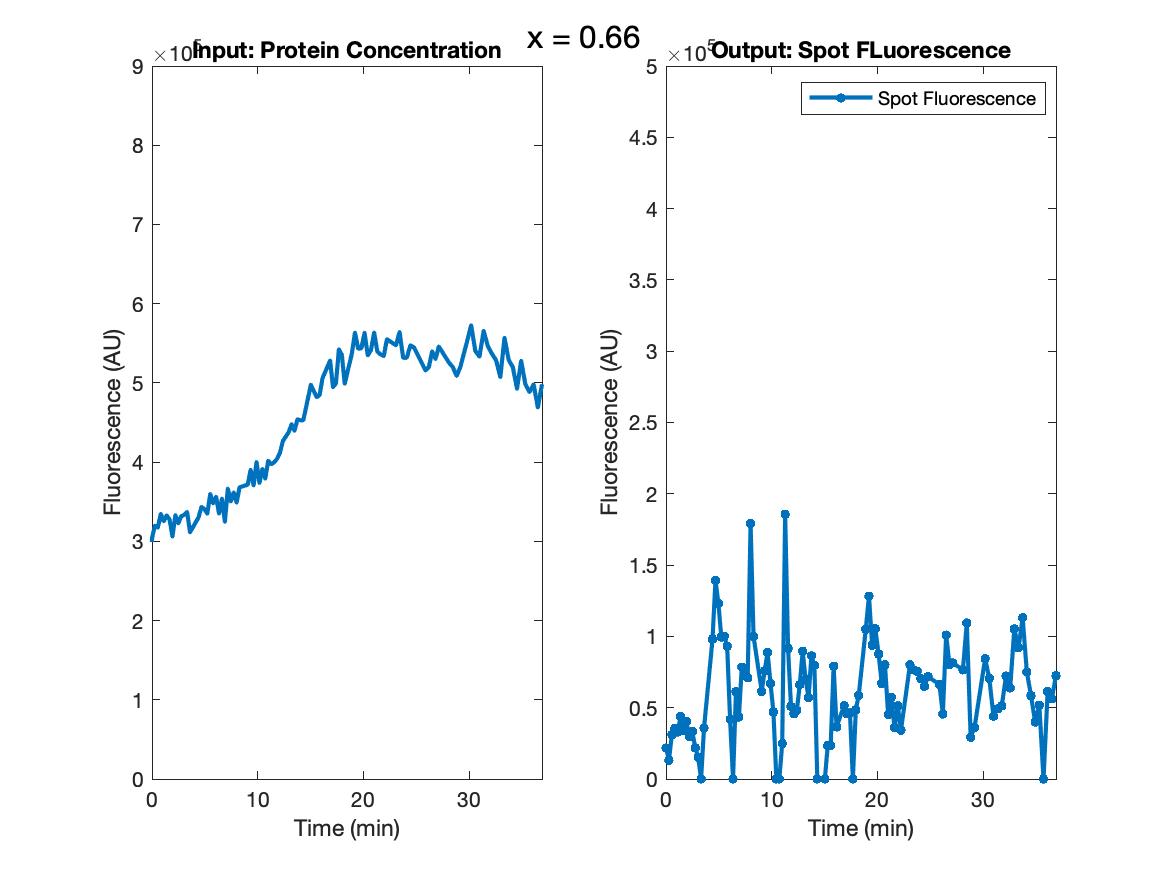 x = 0.66
×10⁵
Input: Protein Concentration
9
8
7
6
5
4
3
2
1
0
Fluorescence (AU)
0 10 20 30
Time (min)
×10⁵
Output: Spot FLuorescence
Spot Fluorescence
5
4.5
4
3.5
3
2.5
2
1.5
1
0.5
0
Fluorescence (AU)
0 10 20 30
Time (min)